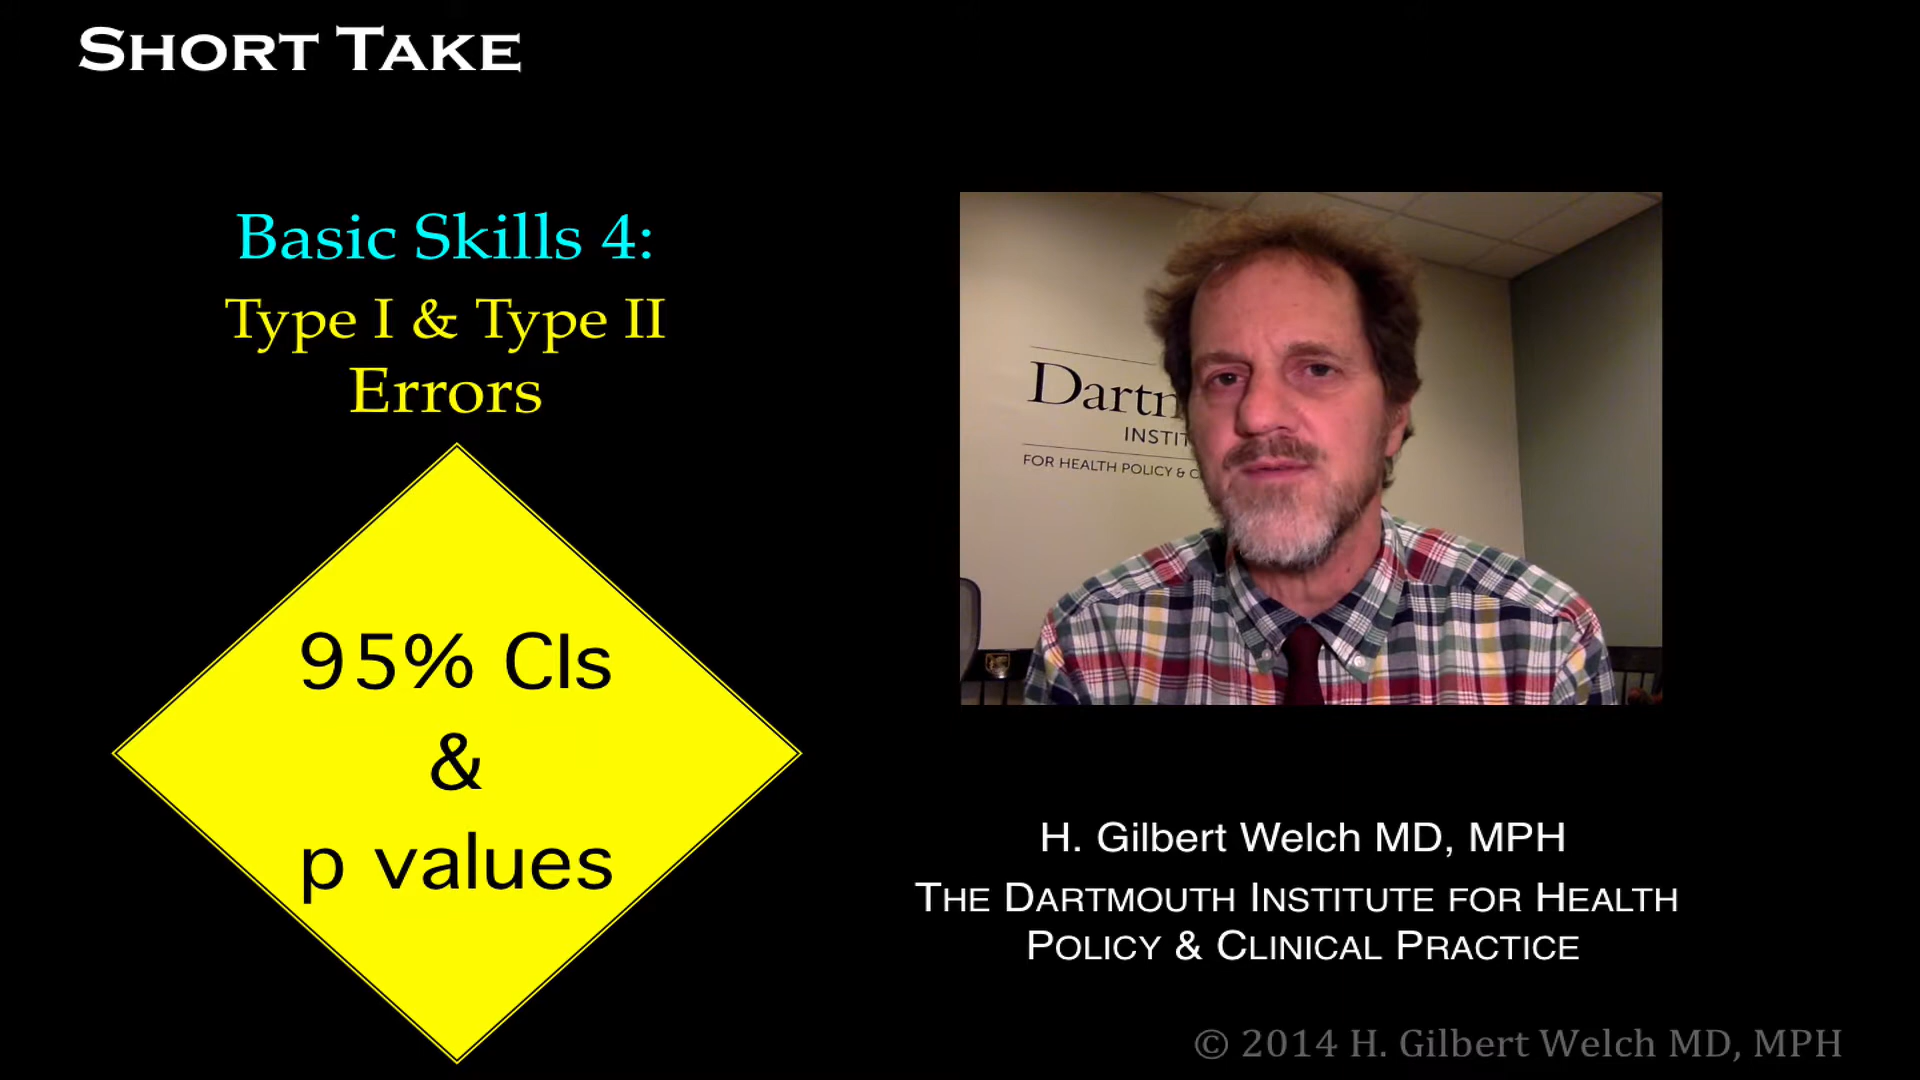 SHORT TAKE
Basic Skills 4:
Type I & Type II
Errors
95% CIs
&
p values
INSTIT
FOR HEALTH POLICY &
H. Gilbert Welch MD, MPH
THE DARTMOUTH INSTITUTE FOR HEALTH
POLICY & CLINICAL PRACTICE
© 2014 H. Gilbert Welch MD, MPH